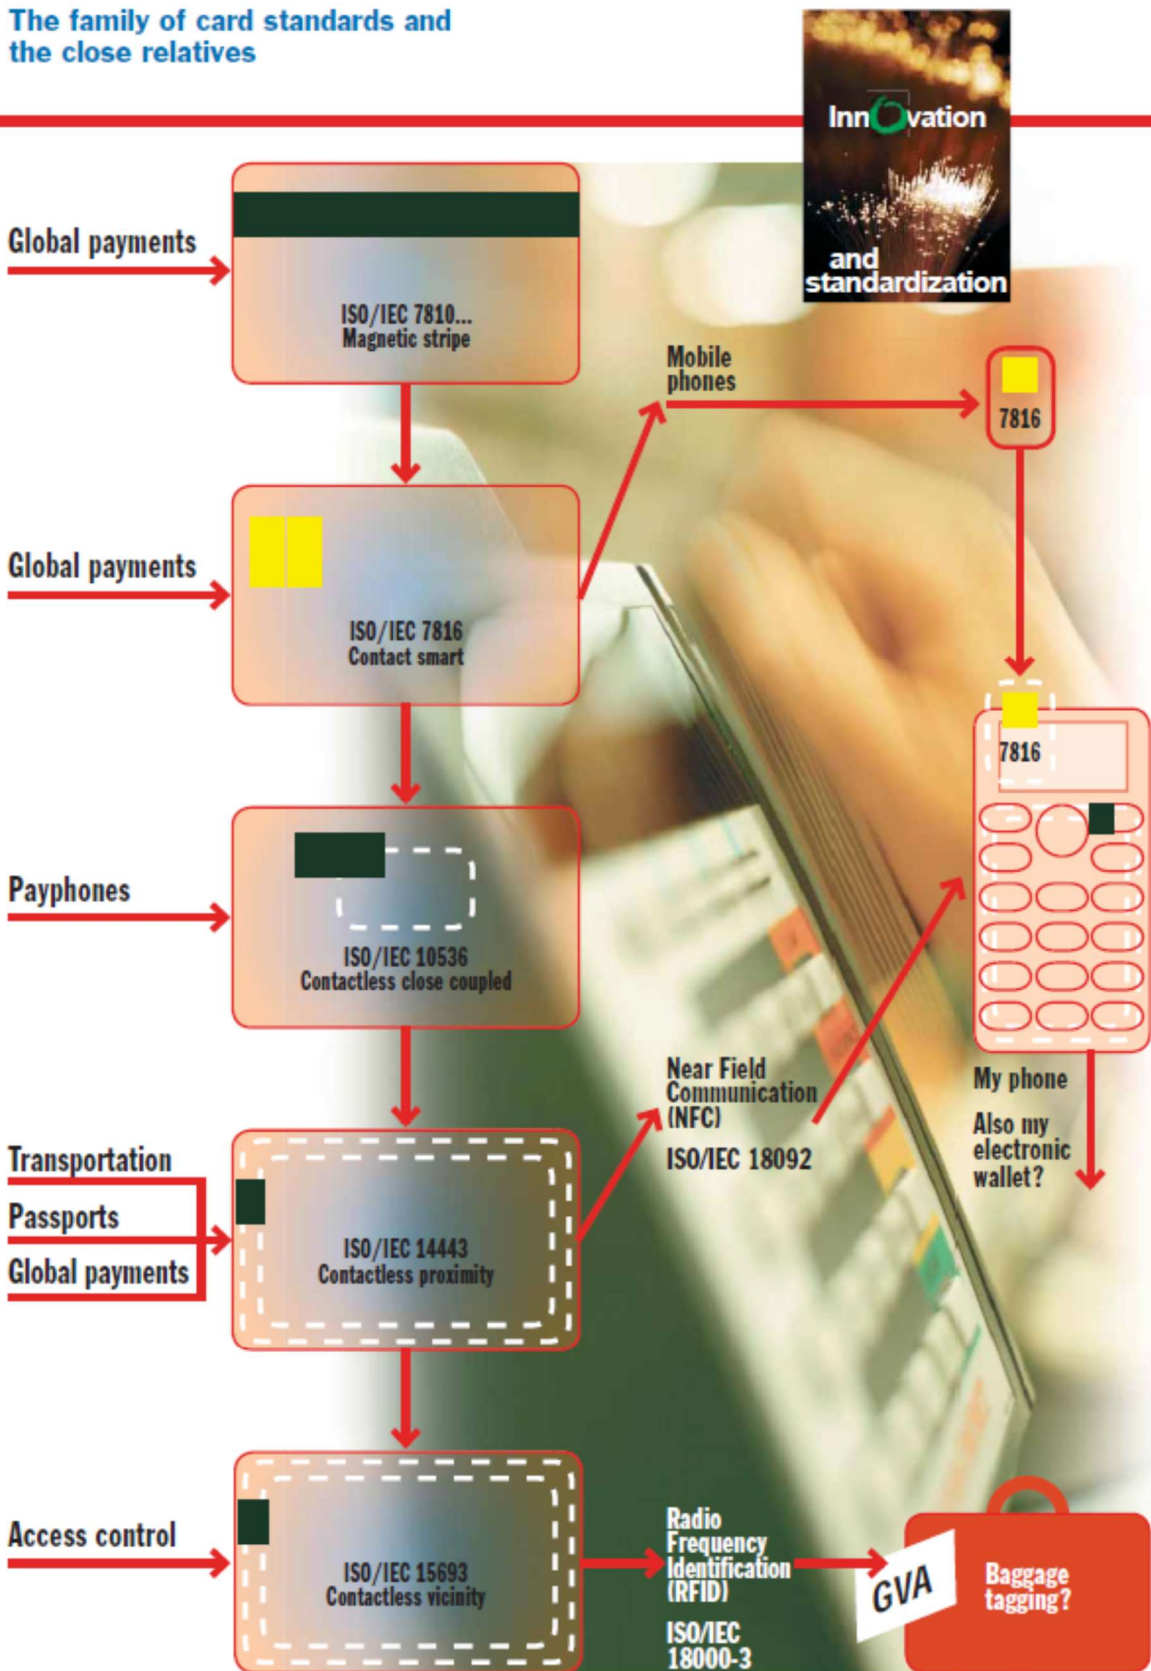 The family of card standards and
the close relatives
Innovation
and
standardization
Global payments
ISO/IEC 7810...
Magnetic stripe
Mobile
phones
7816
Global payments
ISO/IEC 7816
Contact smart
7816
Payphones
ISO/IEC 10536
Contactless close coupled
Near Field
Communication
(NFC)
ISO/IEC 18092
My phone
Also my
electronic
wallet?
Transportation
Passports
Global payments
ISO/IEC 14443
Contactless proximity
Access control
ISO/IEC 15693
Contactless vicinity
Radio
Frequency
Identification
(RFID)
ISO/IEC
18000-3
GVA
Baggage
tagging?